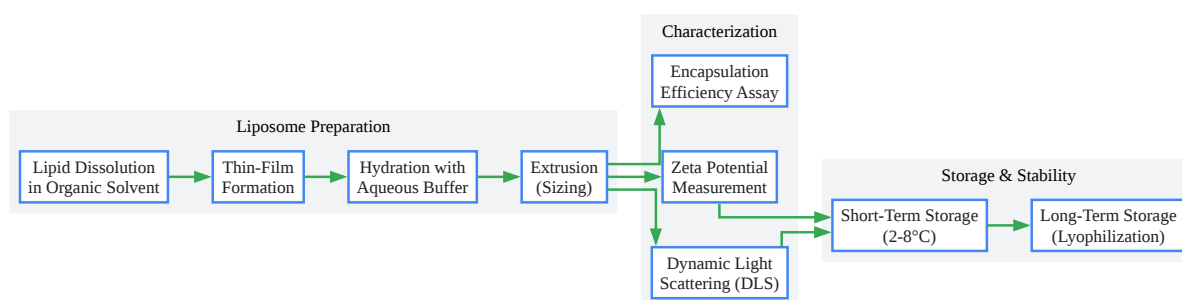 Liposome Preparation
Lipid Dissolution
in Organic Solvent
Thin-Film
Formation
Hydration with
Aqueous Buffer
Extrusion
(Sizing)
Characterization
Encapsulation
Efficiency Assay
Zeta Potential
Measurement
Dynamic Light
Scattering (DLS)
Storage & Stability
Short-Term Storage
(2-8°C)
Long-Term Storage
(Lyophilization)